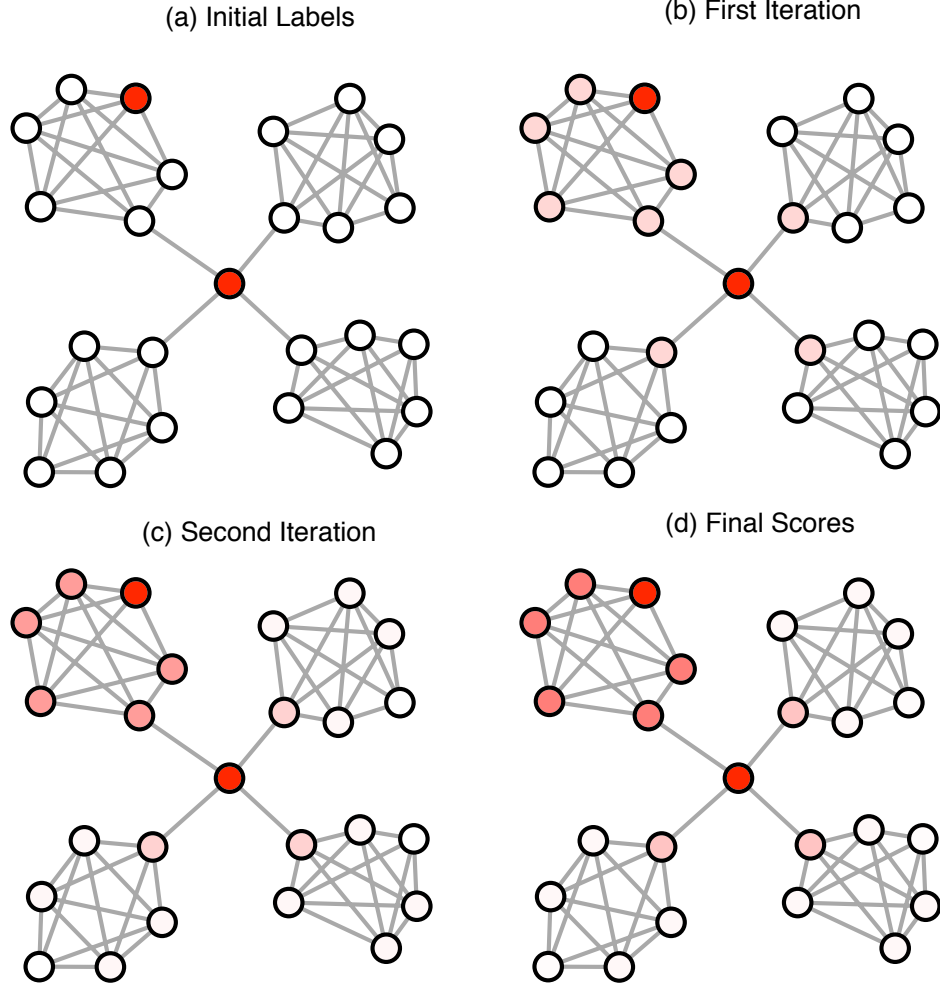 (a) Initial Labels
(b) First Iteration
(c) Second Iteration
(d) Final Scores